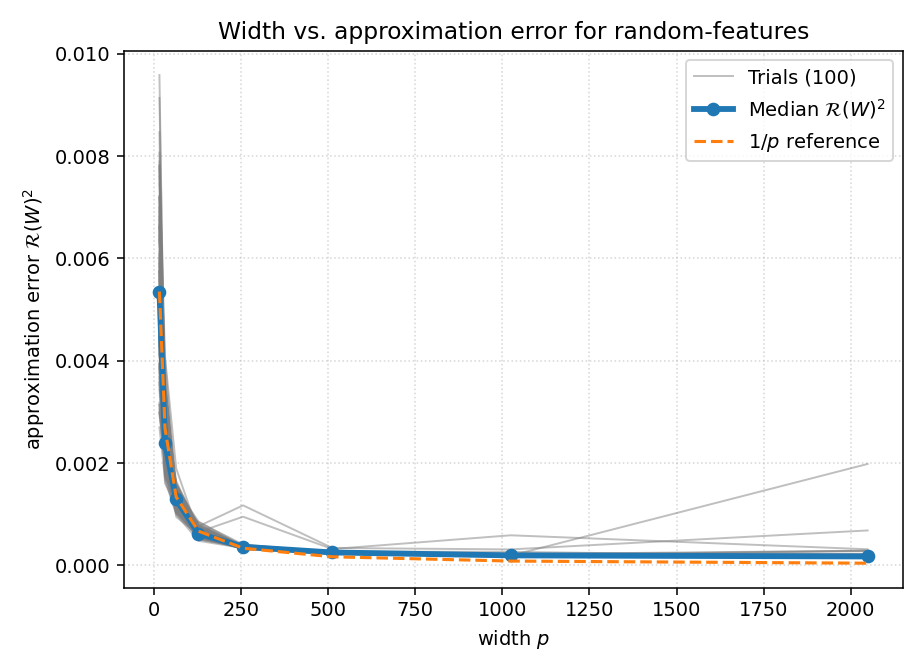 Width vs. approximation error for random-features
0.010
0.008
0.006
0.004
0.002
0.000
approximation error 𝓡(W)²
Trials (100)
Median 𝓡(W)²
1/p reference
0 250 500 750 1000 1250 1500 1750 2000
width p